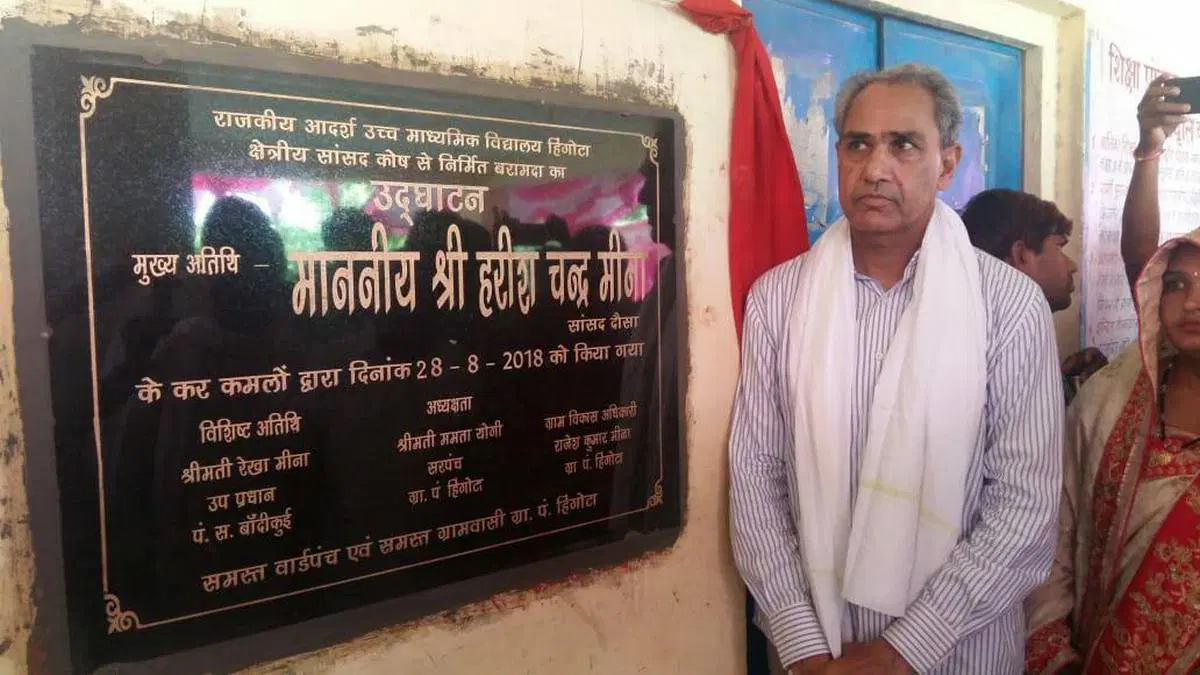 राजकीय आदर्श उच्च माध्यमिक विद्यालय हिंगोटा
क्षेत्रीय सांसद कोष से निर्मित बरामदा का
उद्‌घाटन
मुख्य अतिथि – माननीय श्री हरीश चन्द्र मीना
सांसद दौसा
के कर कमलों द्वारा दिनांक 28 - 8 - 2018 को किया गया
विशिष्ट अतिथि
श्रीमती रेखा मीना
उप प्रधान
पं. स. बाँदीकुई
अध्यक्षता
श्रीमती ममता योगी
सरपंच
ग्रा. पं हिंगोटा
ग्राम विकास अधिकारी
राजेश कुमार मीना
ग्रा पं. हिंगोटा
समस्त वार्डपंच एवं समस्त ग्रामवासी ग्रा. पं. हिंगोटा
शिक्षा